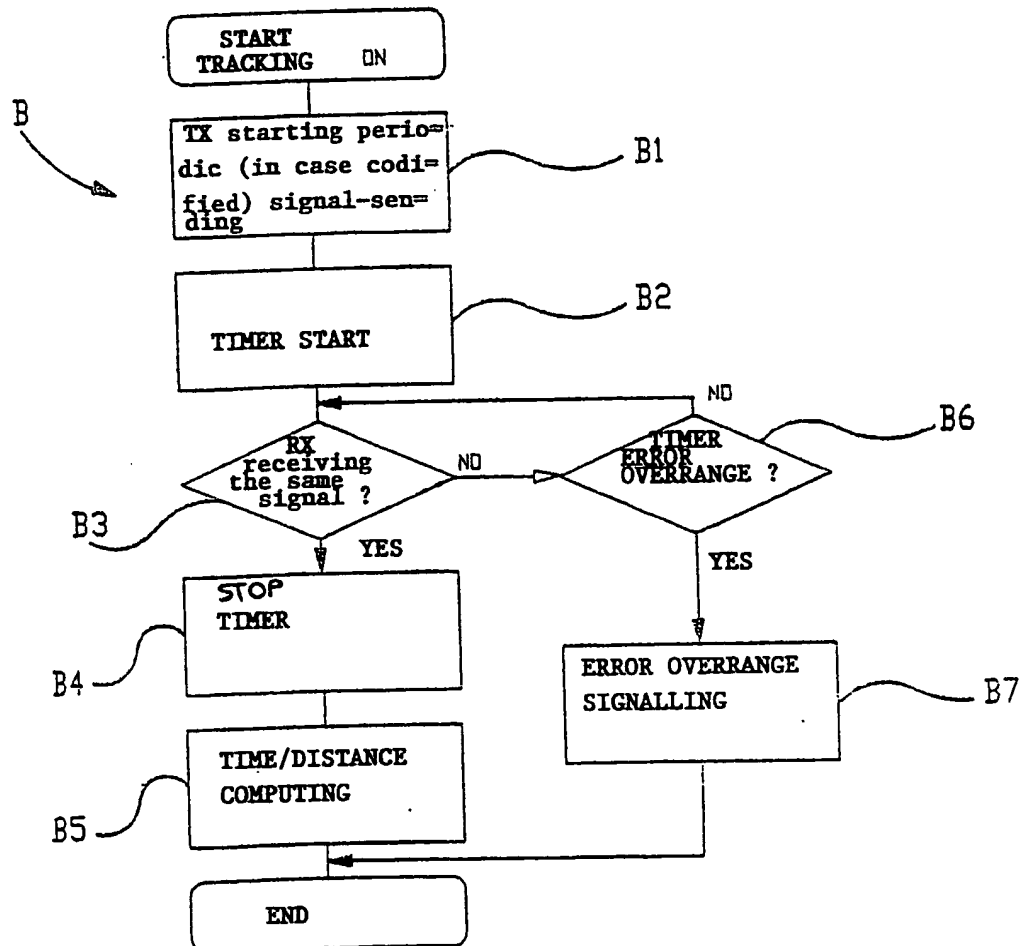 START
TRACKING ON
B
TX starting perio=
dic (in case codi=
fied) signal-sen=
ding
B1
TIMER START
B2
NO
RX
receiving
the same
signal ?
NO
TIMER
ERROR
OVERRANGE ?
B6
B3
YES
YES
STOP
TIMER
B4
ERROR OVERRANGE
SIGNALLING
B7
TIME/DISTANCE
COMPUTING
B5
END